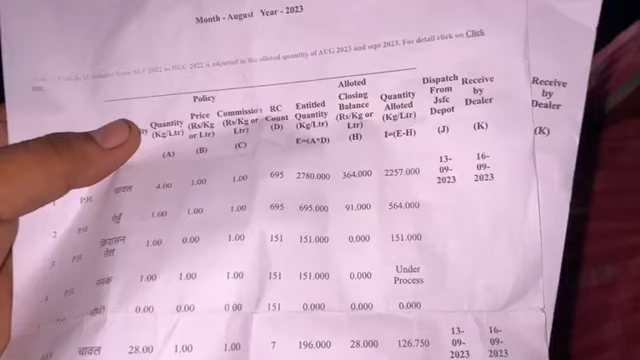 Month - August Year - 2023
is adjusted in the alloted quantity of AUG 2023 and sept 2023. For detail click on Click
Policy
Quantity (Kg/Ltr) (A)
Price (Rs/Kg or Ltr) (B)
Commission (Rs/Kg or Ltr) (C)
RC Count (D)
Entitled Quantity (Kg/Ltr) E=(A*D)
Alloted Closing Balance (Rs/Kg or Ltr) (H)
Quantity Alloted (Kg/Ltr) I=(E-H)
Dispatch From Jsfc Depot (J)
Receive by Dealer (K)
Receive by Dealer (K)
P.H. चावल 4.00 1.00 1.00 695 2780.000 364.000 2257.000 13-09-2023 16-09-2023
2 P.H. गेहूँ 1.00 1.00 1.00 695 695.000 91.000 564.000
3 P.H. किरासन तेल 1.00 0.00 1.00 151 151.000 0.000 151.000
4 P.H. नमक 1.00 1.00 1.00 151 151.000 0.000 Under Process
चीनी 0.00 0.00 0.00 151 0.000 0.000 0.000
चावल 28.00 1.00 1.00 7 196.000 28.000 126.750 13-09-2023 16-09-2023